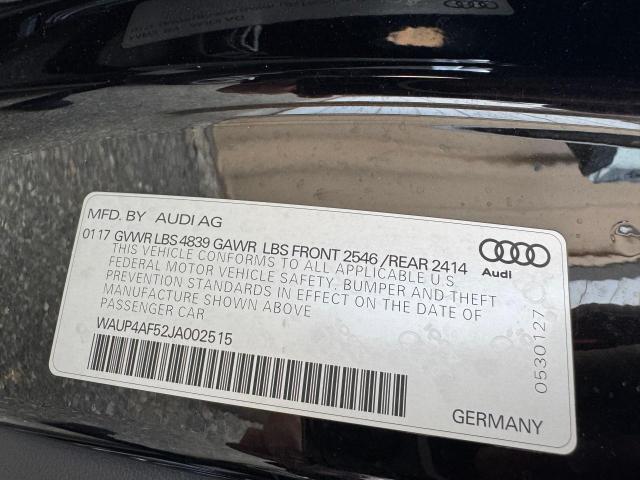 MFD. BY AUDI AG
01 17 GVWR LBS 4839 GAWR LBS FRONT 2546 /REAR 2414
THIS VEHICLE CONFORMS TO ALL APPLICABLE U.S
FEDERAL MOTOR VEHICLE SAFETY, BUMPER AND THEFT
PREVENTION STANDARDS IN EFFECT ON THE DATE OF
MANUFACTURE SHOWN ABOVE
PASSENGER CAR
WAUP4AF52JA002515
Audi
0530127
GERMANY